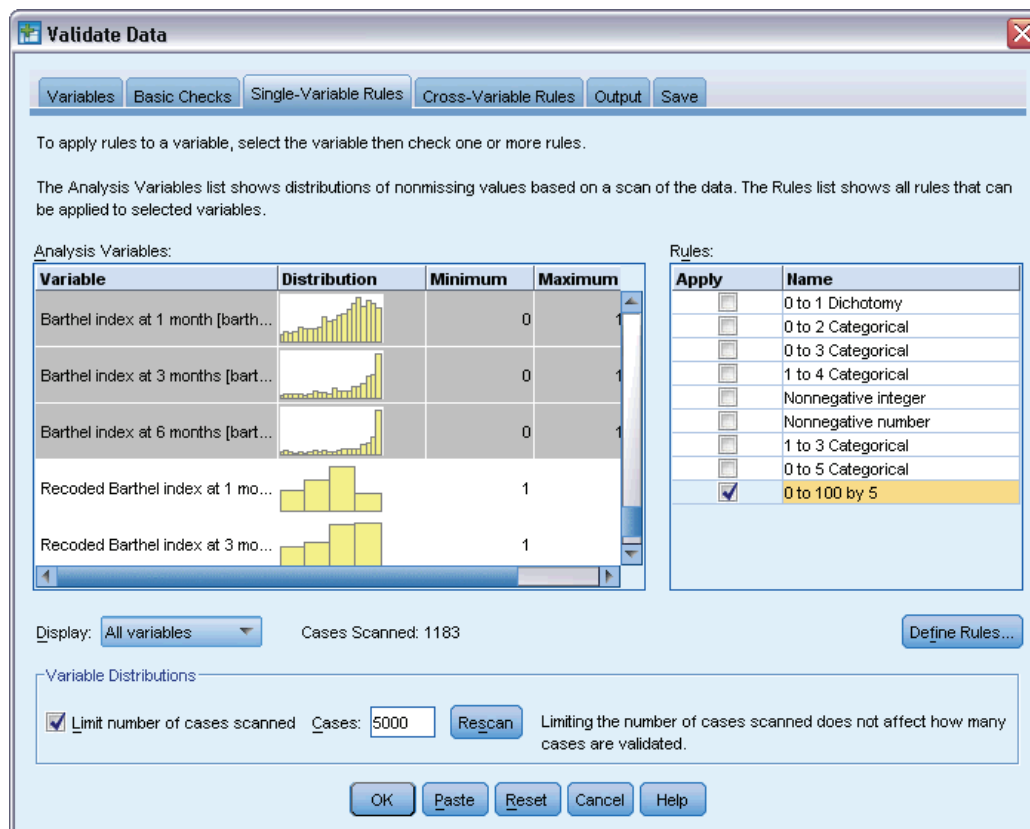 Validate Data
Variables Basic Checks Single-Variable Rules Cross-Variable Rules Output Save
To apply rules to a variable, select the variable then check one or more rules.
The Analysis Variables list shows distributions of nonmissing values based on a scan of the data. The Rules list shows all rules that can
be applied to selected variables.
Analysis Variables:
Variable Distribution Minimum Maximum
Barthel index at 1 month [barth... 0 1
Barthel index at 3 months [bart... 0 1
Barthel index at 6 months [bart... 0 1
Recoded Barthel index at 1 mo... 1
Recoded Barthel index at 3 mo... 1
Rules:
Apply Name
0 to 1 Dichotomy
0 to 2 Categorical
0 to 3 Categorical
1 to 4 Categorical
Nonnegative integer
Nonnegative number
1 to 3 Categorical
0 to 5 Categorical
0 to 100 by 5
Display: All variables Cases Scanned: 1183 Define Rules...
Variable Distributions
Limit number of cases scanned Cases: 5000 Rescan Limiting the number of cases scanned does not affect how many
cases are validated.
OK Paste Reset Cancel Help